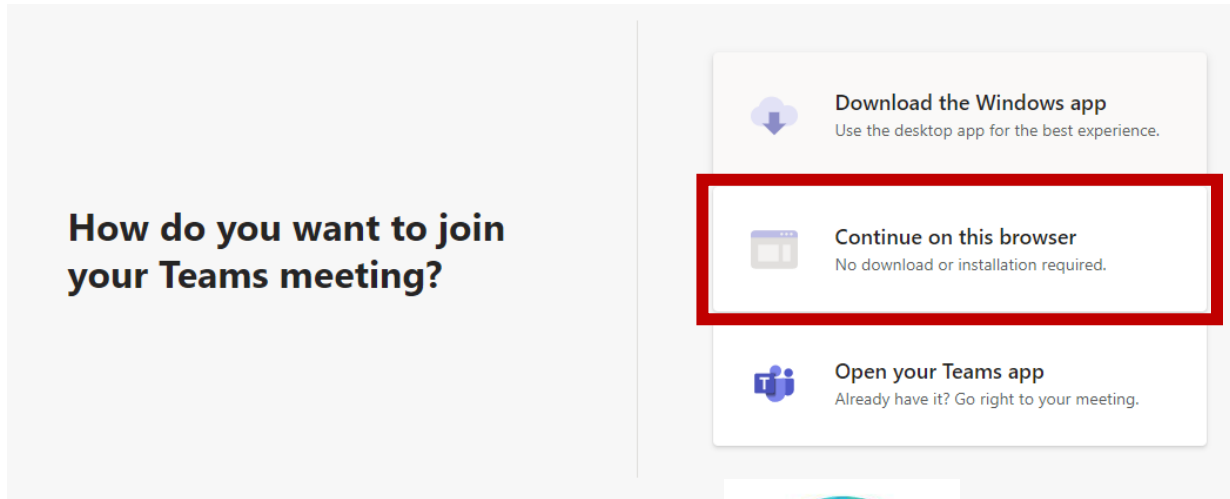 How do you want to join
your Teams meeting?
Download the Windows app
Use the desktop app for the best experience.
Continue on this browser
No download or installation required.
T
Open your Teams app
Already have it? Go right to your meeting.